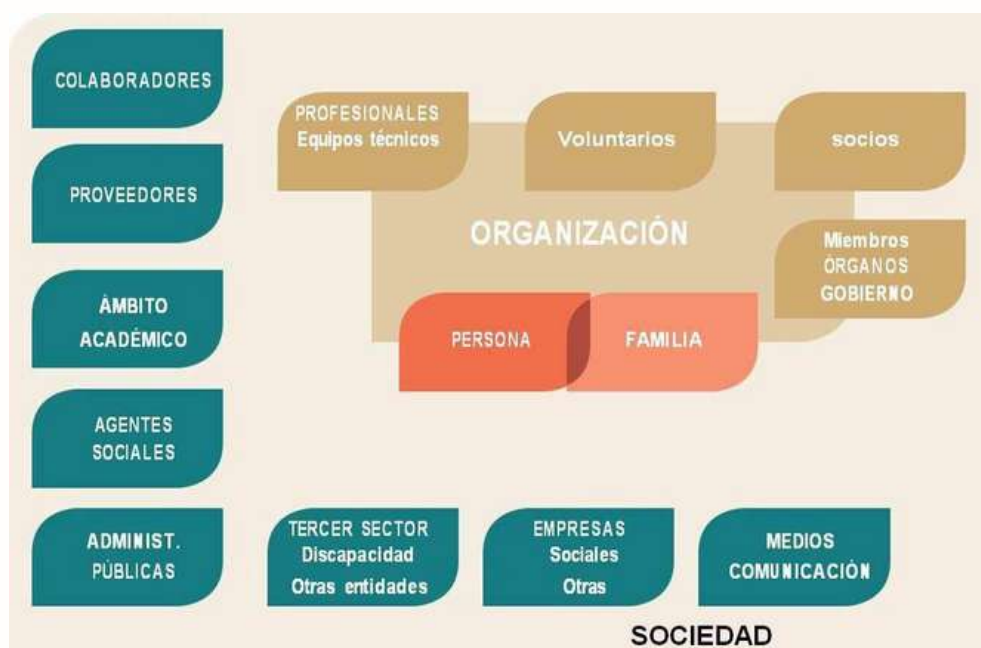 COLABORADORES
PROVEEDORES
ÁMBITO
ACADÉMICO
AGENTES
SOCIALES
ADMINIST.
PÚBLICAS
PROFESIONALES
Equipos técnicos
Voluntarios
socios
ORGANIZACIÓN
Miembros
ÓRGANOS
GOBIERNO
PERSONA
FAMILIA
TERCER SECTOR
Discapacidad
Otras entidades
EMPRESAS
Sociales
Otras
MEDIOS
COMUNICACIÓN
SOCIEDAD